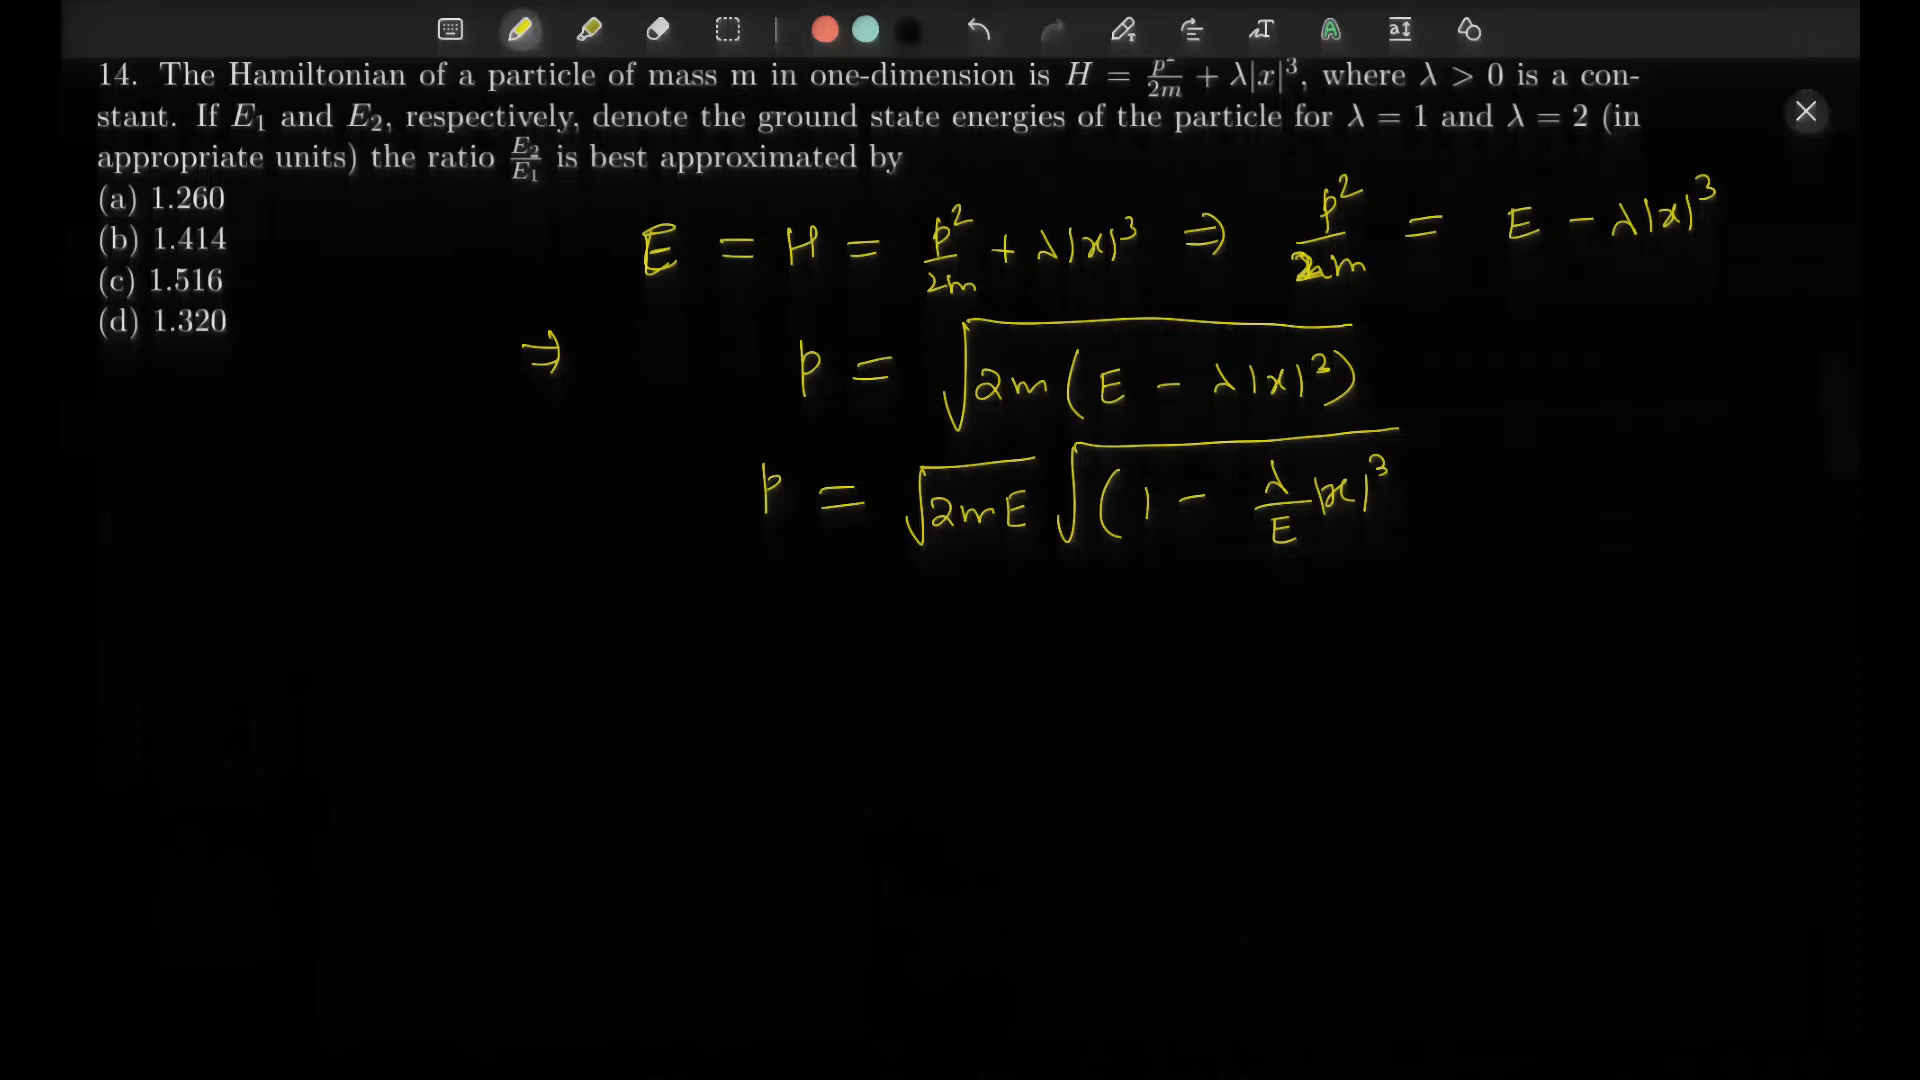 14. The Hamiltonian of a particle of mass m in one-dimension is H = p²/2m + λ|x|³, where λ > 0 is a con-
stant. If E₁ and E₂, respectively, denote the ground state energies of the particle for λ = 1 and λ = 2 (in
appropriate units) the ratio E₂/E₁ is best approximated by
(a) 1.260
(b) 1.414
(c) 1.516
(d) 1.320
E = H = p²/2m + λ|x|³ ⇒ p²/2m = E - λ|x|³
⇒ p = √(2m(E - λ|x|³))
p = √(2mE) √((1 - λ/E |x|³